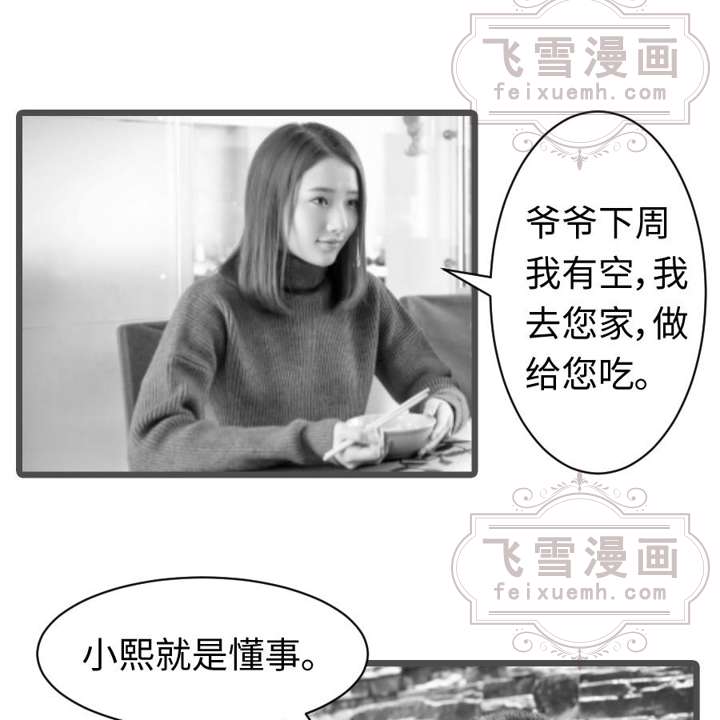 飞雪漫画
feixuemh.com
爷爷下周
我有空，我
去您家，做
给您吃。
飞雪漫画
feixuemh.com
小熙就是懂事。